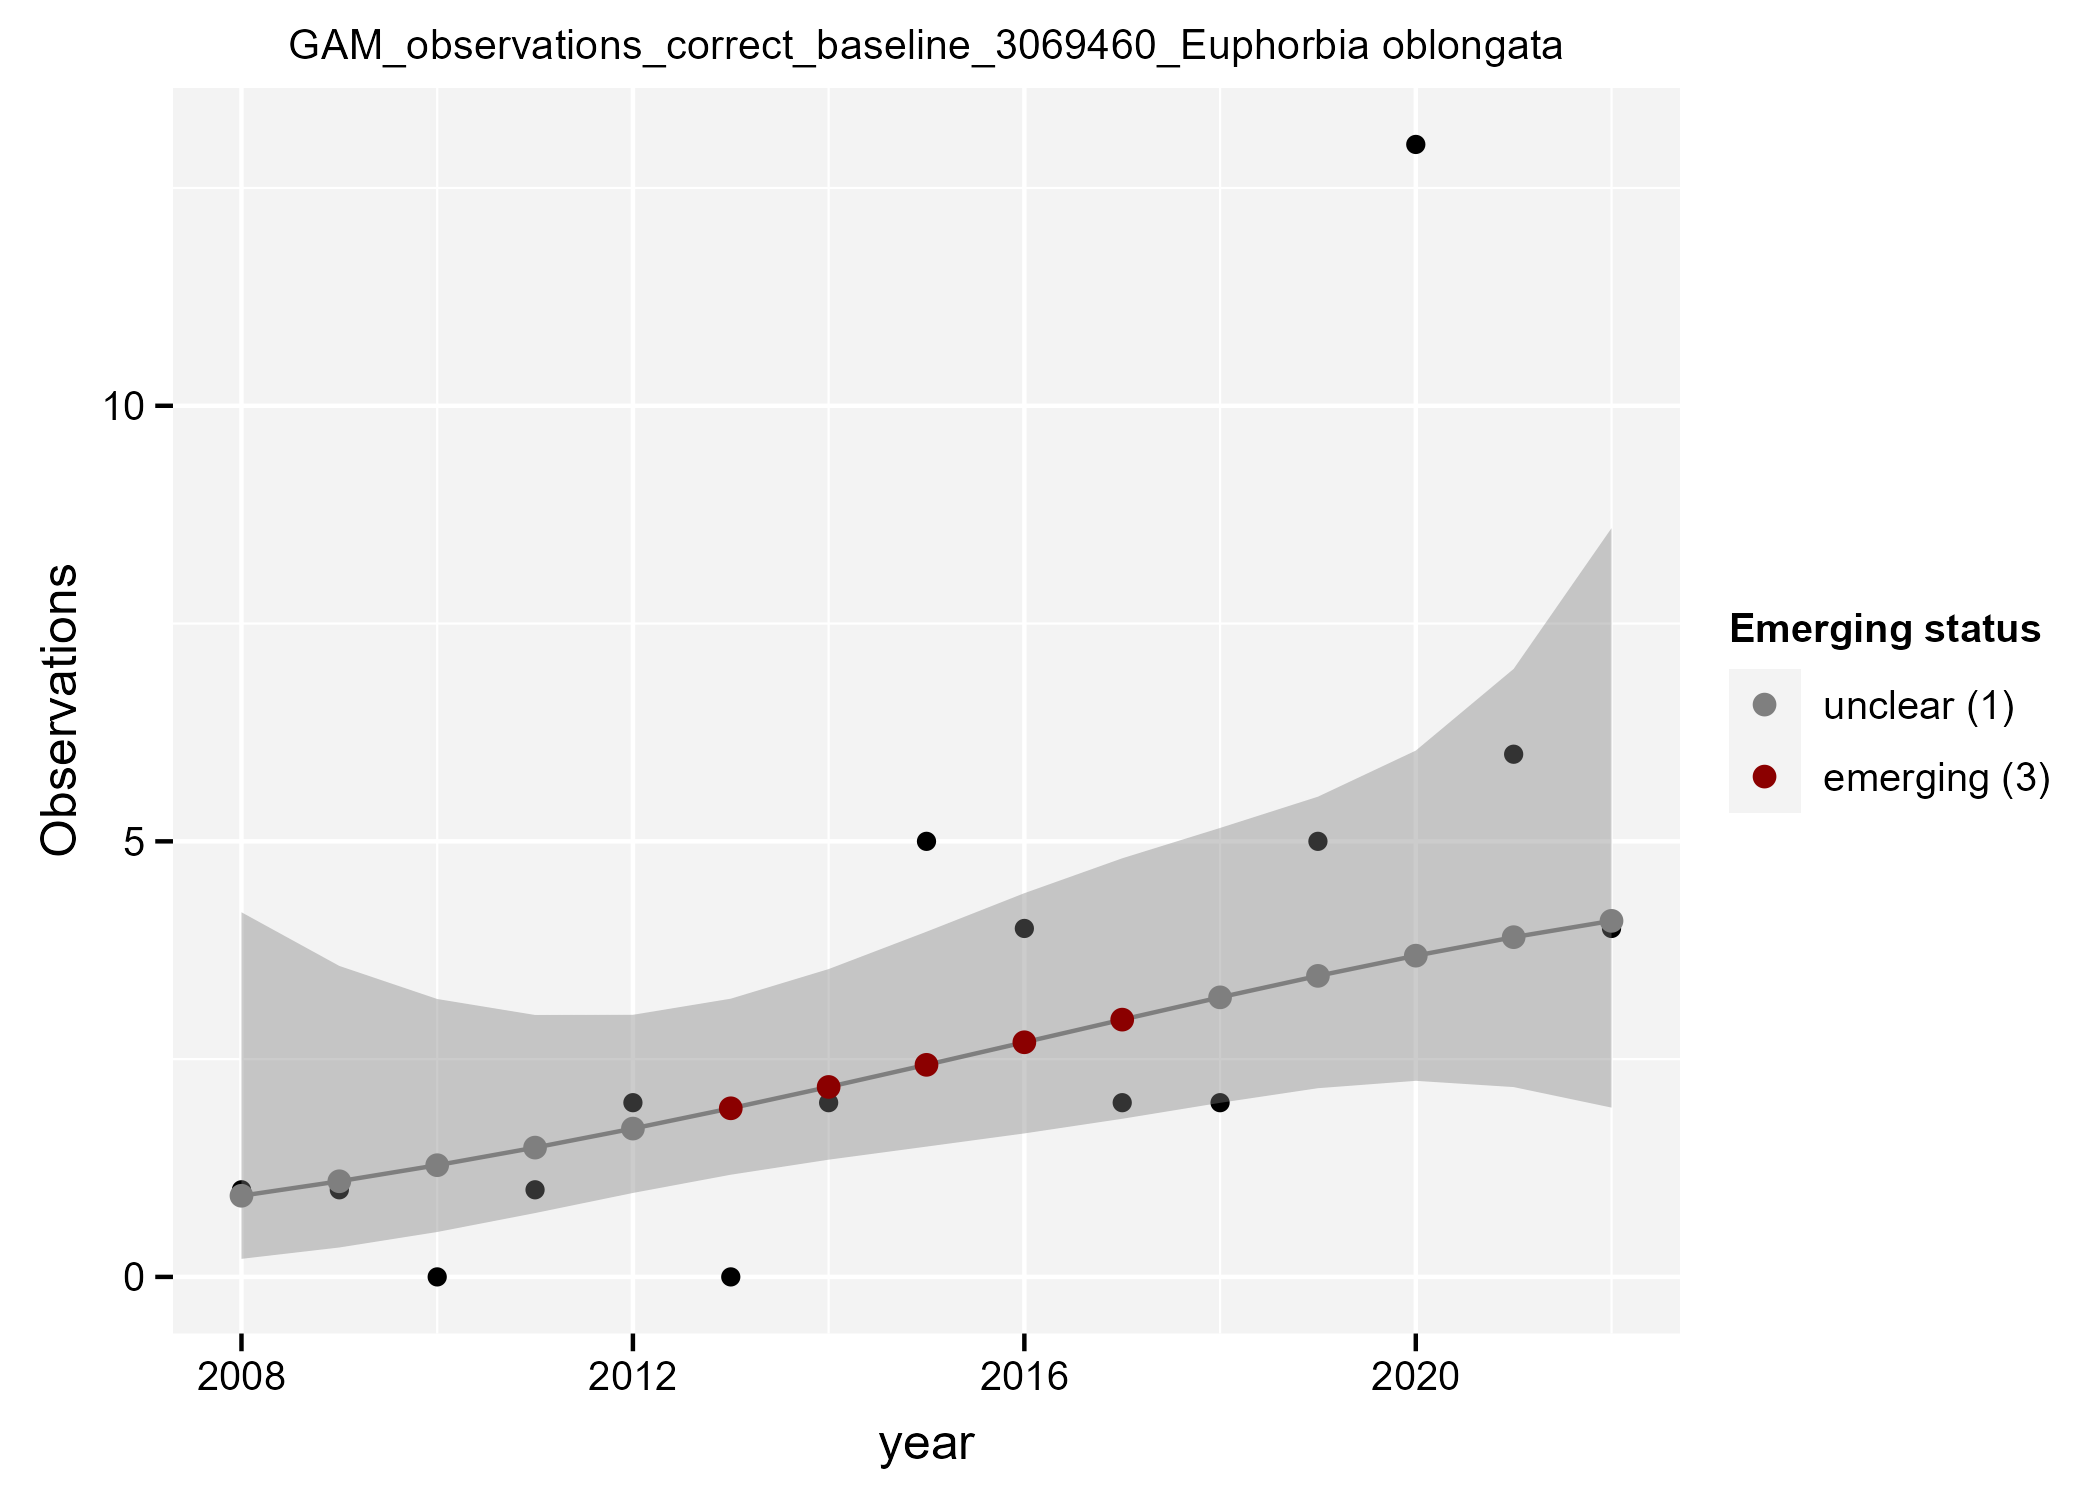 GAM_observations_correct_baseline_3069460_Euphorbia oblongata
Observations
10
5
0
2008
2012
2016
2020
year
Emerging status
unclear (1)
emerging (3)